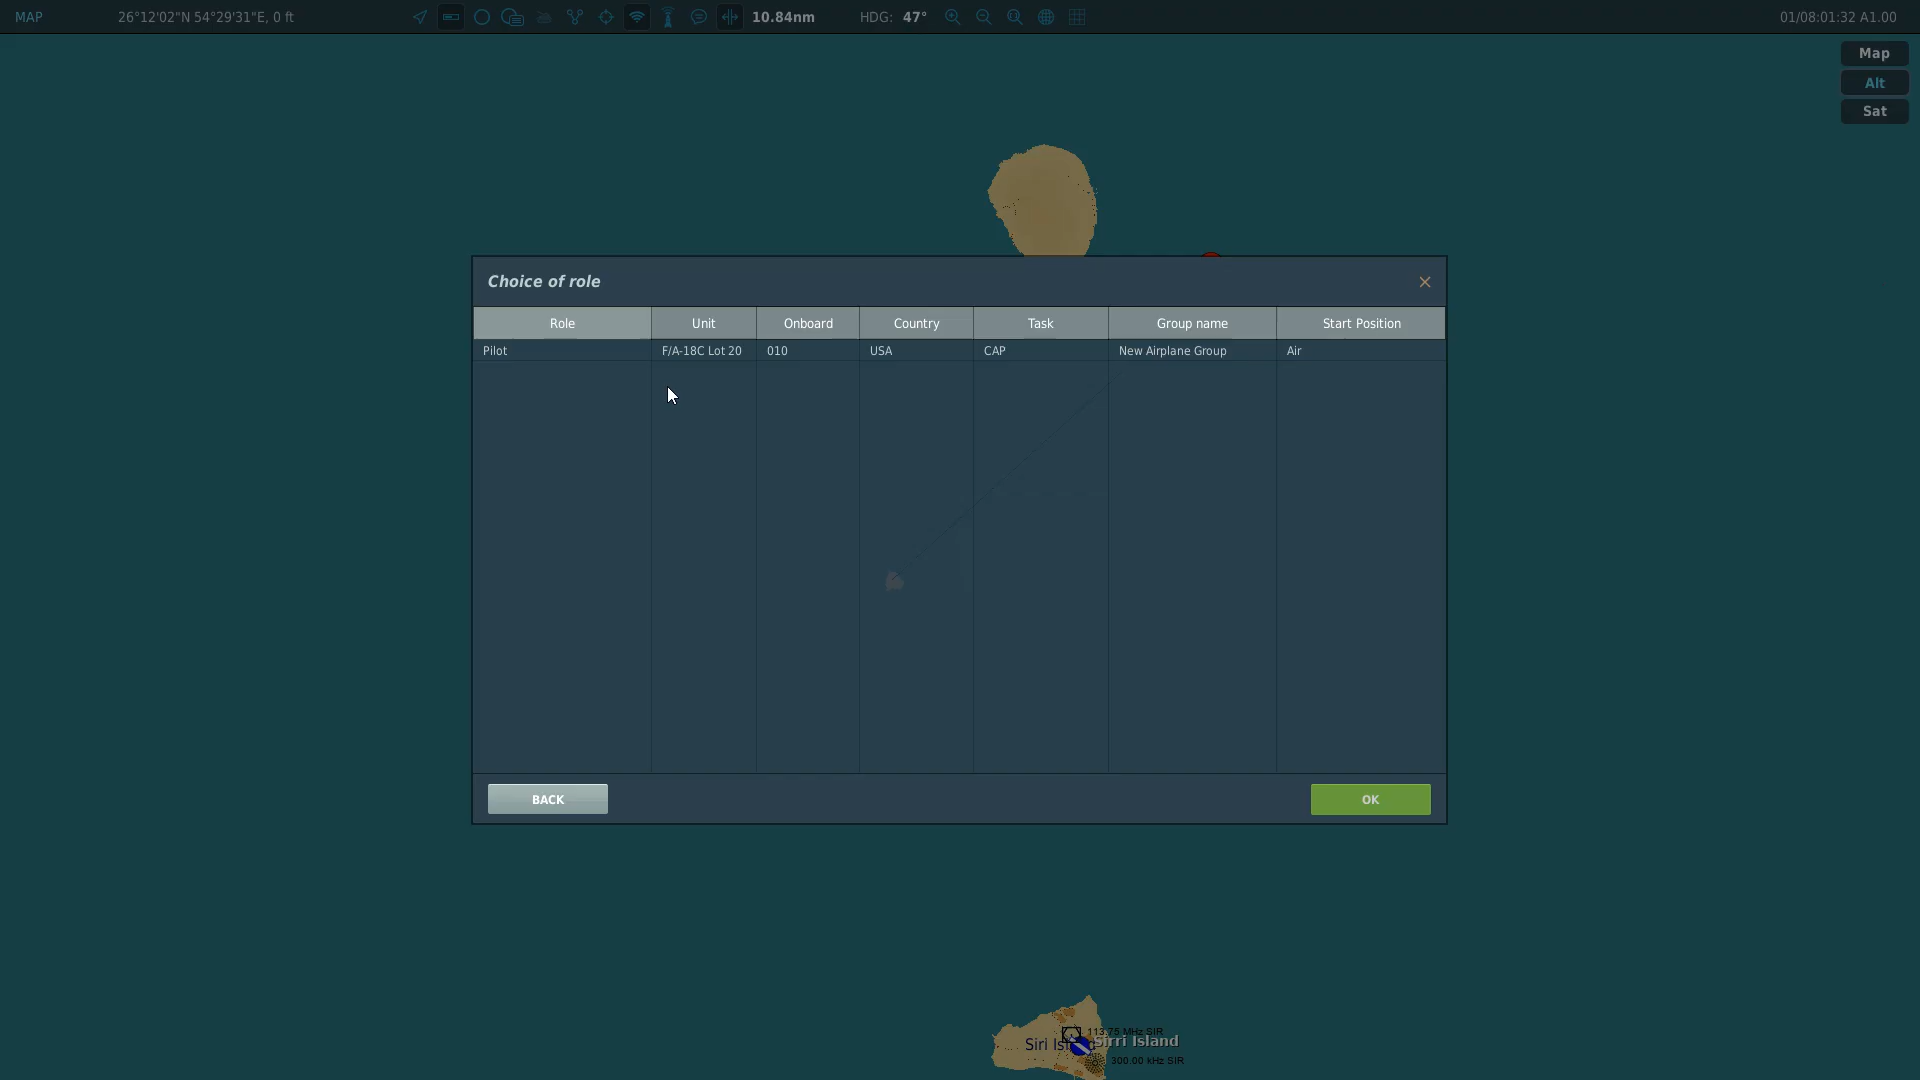 MAP 26°12'02"N 54°29'31"E, 0 ft 10.84nm HDG: 47° 01/08:01:32 A1.00
Map
Alt
Sat
Choice of role
Role Unit Onboard Country Task Group name Start Position
Pilot F/A-18C Lot 20 010 USA CAP New Airplane Group Air
BACK OK
113.75 MHz SIR
Siri Sirri Island
300.00 kHz SIR